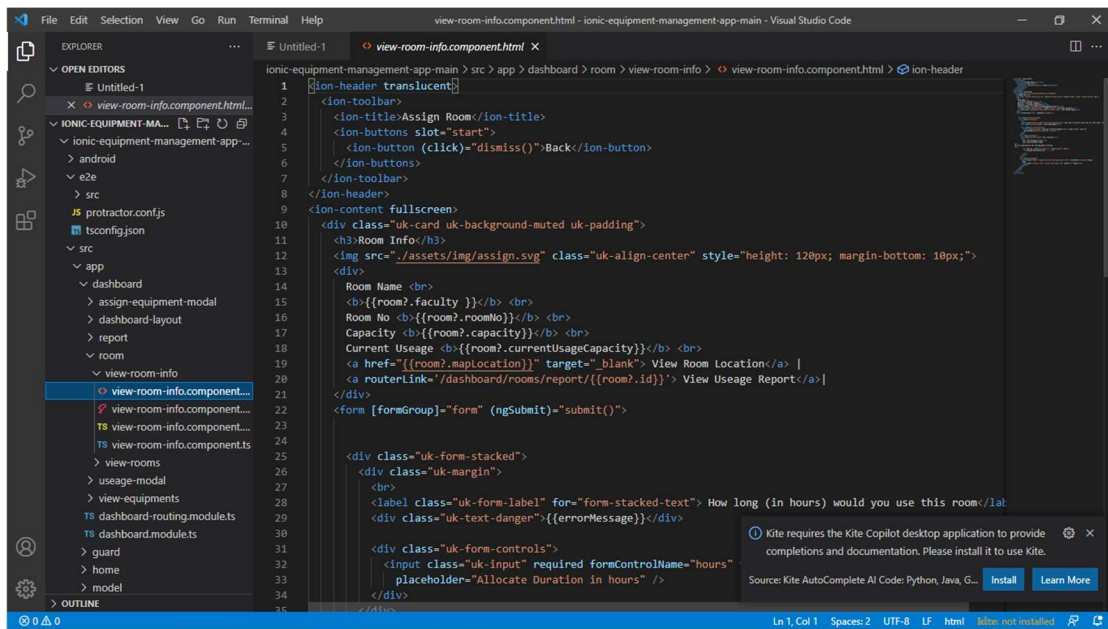 File Edit Selection View Go Run Terminal Help view-room-info.component.html - ionic-equipment-management-app-main - Visual Studio Code
EXPLORER
OPEN EDITORS
Untitled-1
view-room-info.component.html...
IONIC-EQUIPMENT-MA...
ionic-equipment-management-app-...
android
e2e
src
JS protractor.conf.js
tsconfig.json
src
app
dashboard
assign-equipment-modal
dashboard-layout
report
room
view-room-info
view-room-info.component....
view-room-info.component....
TS view-room-info.component....
TS view-room-info.component.ts
view-rooms
useage-modal
view-equipments
TS dashboard-routing.module.ts
TS dashboard.module.ts
guard
home
model
OUTLINE
Untitled-1 view-room-info.component.html
ionic-equipment-management-app-main > src > app > dashboard > room > view-room-info > view-room-info.component.html > ion-header
1 <ion-header translucent>
2 <ion-toolbar>
3 <ion-title>Assign Room</ion-title>
4 <ion-buttons slot="start">
5 <ion-button (click)="dismiss()">Back</ion-button>
6 </ion-buttons>
7 </ion-toolbar>
8 </ion-header>
9 <ion-content fullscreen>
10 <div class="uk-card uk-background-muted uk-padding">
11 <h3>Room Info</h3>
12 <img src="./assets/img/assign.svg" class="uk-align-center" style="height: 120px; margin-bottom: 10px;">
13 <div>
14 Room Name <br>
15 <b>{{room?.faculty }}</b> <br>
16 Room No <b>{{room?.roomNo}}</b> <br>
17 Capacity <b>{{room?.capacity}}</b> <br>
18 Current Useage <b>{{room?.currentUsageCapacity}}</b> <br>
19 <a href="{{room?.mapLocation}}" target="_blank"> View Room Location</a> |
20 <a routerLink='/dashboard/rooms/report/{{room?.id}}'> View Useage Report</a>|
21 </div>
22 <form [formGroup]="form" (ngSubmit)="submit()">
23
24
25 <div class="uk-form-stacked">
26 <div class="uk-margin">
27 <br>
28 <label class="uk-form-label" for="form-stacked-text"> How long (in hours) would you use this room</lab
29 <div class="uk-text-danger">{{errorMessage}}</div>
30
31 <div class="uk-form-controls">
32 <input class="uk-input" required formControlName="hours"
33 placeholder="Allocate Duration in hours" />
34 </div>
35 </div>
Kite requires the Kite Copilot desktop application to provide
completions and documentation. Please install it to use Kite.
Source: Kite AutoComplete AI Code: Python, Java, G... Install Learn More
0 0 Ln 1, Col 1 Spaces: 2 UTF-8 LF html kite: not installed